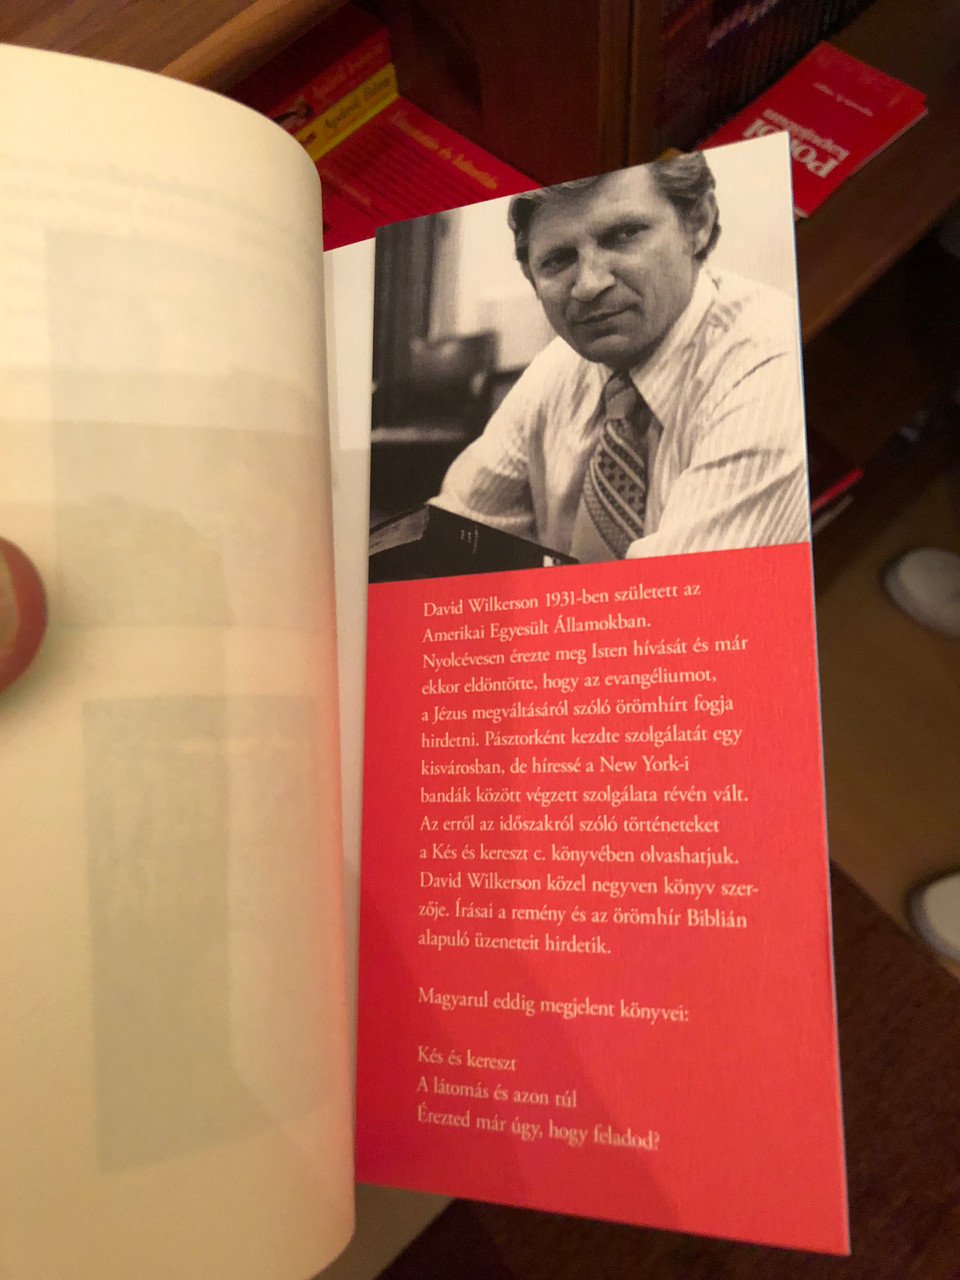 PO
kapujában
David Wilkerson 1931-ben született az
Amerikai Egyesült Államokban.
Nyolcévesen érezte meg Isten hívását és már
ekkor eldöntötte, hogy az evangéliumot,
a Jézus megváltásáról szóló örömhírt fogja
hirdetni. Pásztorként kezdte szolgálatát egy
kisvárosban, de híressé a New York-i
bandák között végzett szolgálata révén vált.
Az erről az időszakról szóló történeteket
a Kés és kereszt c. könyvében olvashatjuk.
David Wilkerson közel negyven könyv szer-
zője. Írásai a remény és az örömhír Biblián
alapuló üzeneteit hirdetik.
Magyarul eddig megjelent könyvei:
Kés és kereszt
A látomás és azon túl
Érezted már úgy, hogy feladod?